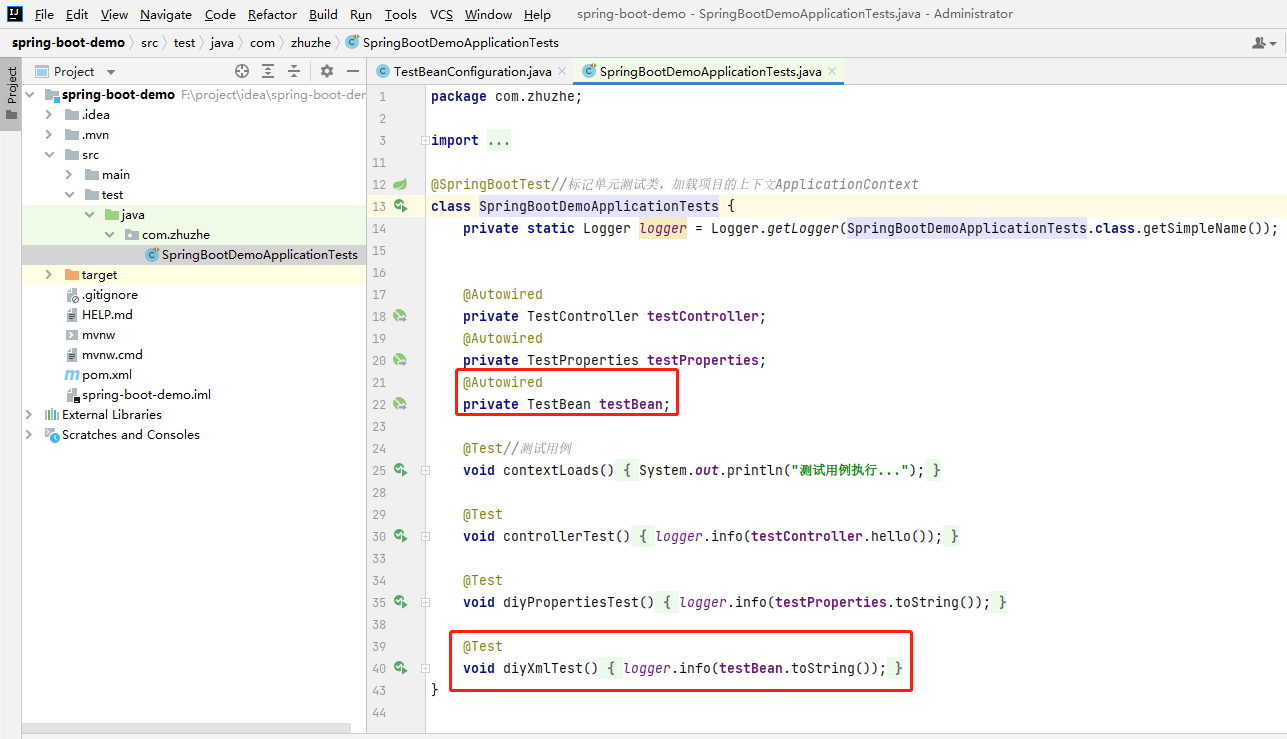 File Edit View Navigate Code Refactor Build Run Tools VCS Window Help spring-boot-demo - SpringBootDemoApplicationTests.java - Administrator
spring-boot-demo src test java com zhuzhe SpringBootDemoApplicationTests
Project
Project
TestBeanConfiguration.java SpringBootDemoApplicationTests.java
spring-boot-demo F:\project\idea\spring-boot-der
.idea
.mvn
src
main
test
java
com.zhuzhe
SpringBootDemoApplicationTests
target
.gitignore
HELP.md
mvnw
mvnw.cmd
pom.xml
spring-boot-demo.iml
External Libraries
Scratches and Consoles
1 package com.zhuzhe;
2
3 import ...
11
12 @SpringBootTest//标记单元测试类, 加载项目的上下文ApplicationContext
13 class SpringBootDemoApplicationTests {
14 private static Logger logger = Logger.getLogger(SpringBootDemoApplicationTests.class.getSimpleName());
15
16
17 @Autowired
18 private TestController testController;
19 @Autowired
20 private TestProperties testProperties;
21 @Autowired
22 private TestBean testBean;
23
24 @Test//测试用例
25 void contextLoads() { System.out.println("测试用例执行..."); }
28
29 @Test
30 void controllerTest() { logger.info(testController.hello()); }
33
34 @Test
35 void diyPropertiesTest() { logger.info(testProperties.toString()); }
38
39 @Test
40 void diyXmlTest() { logger.info(testBean.toString()); }
43 }
44